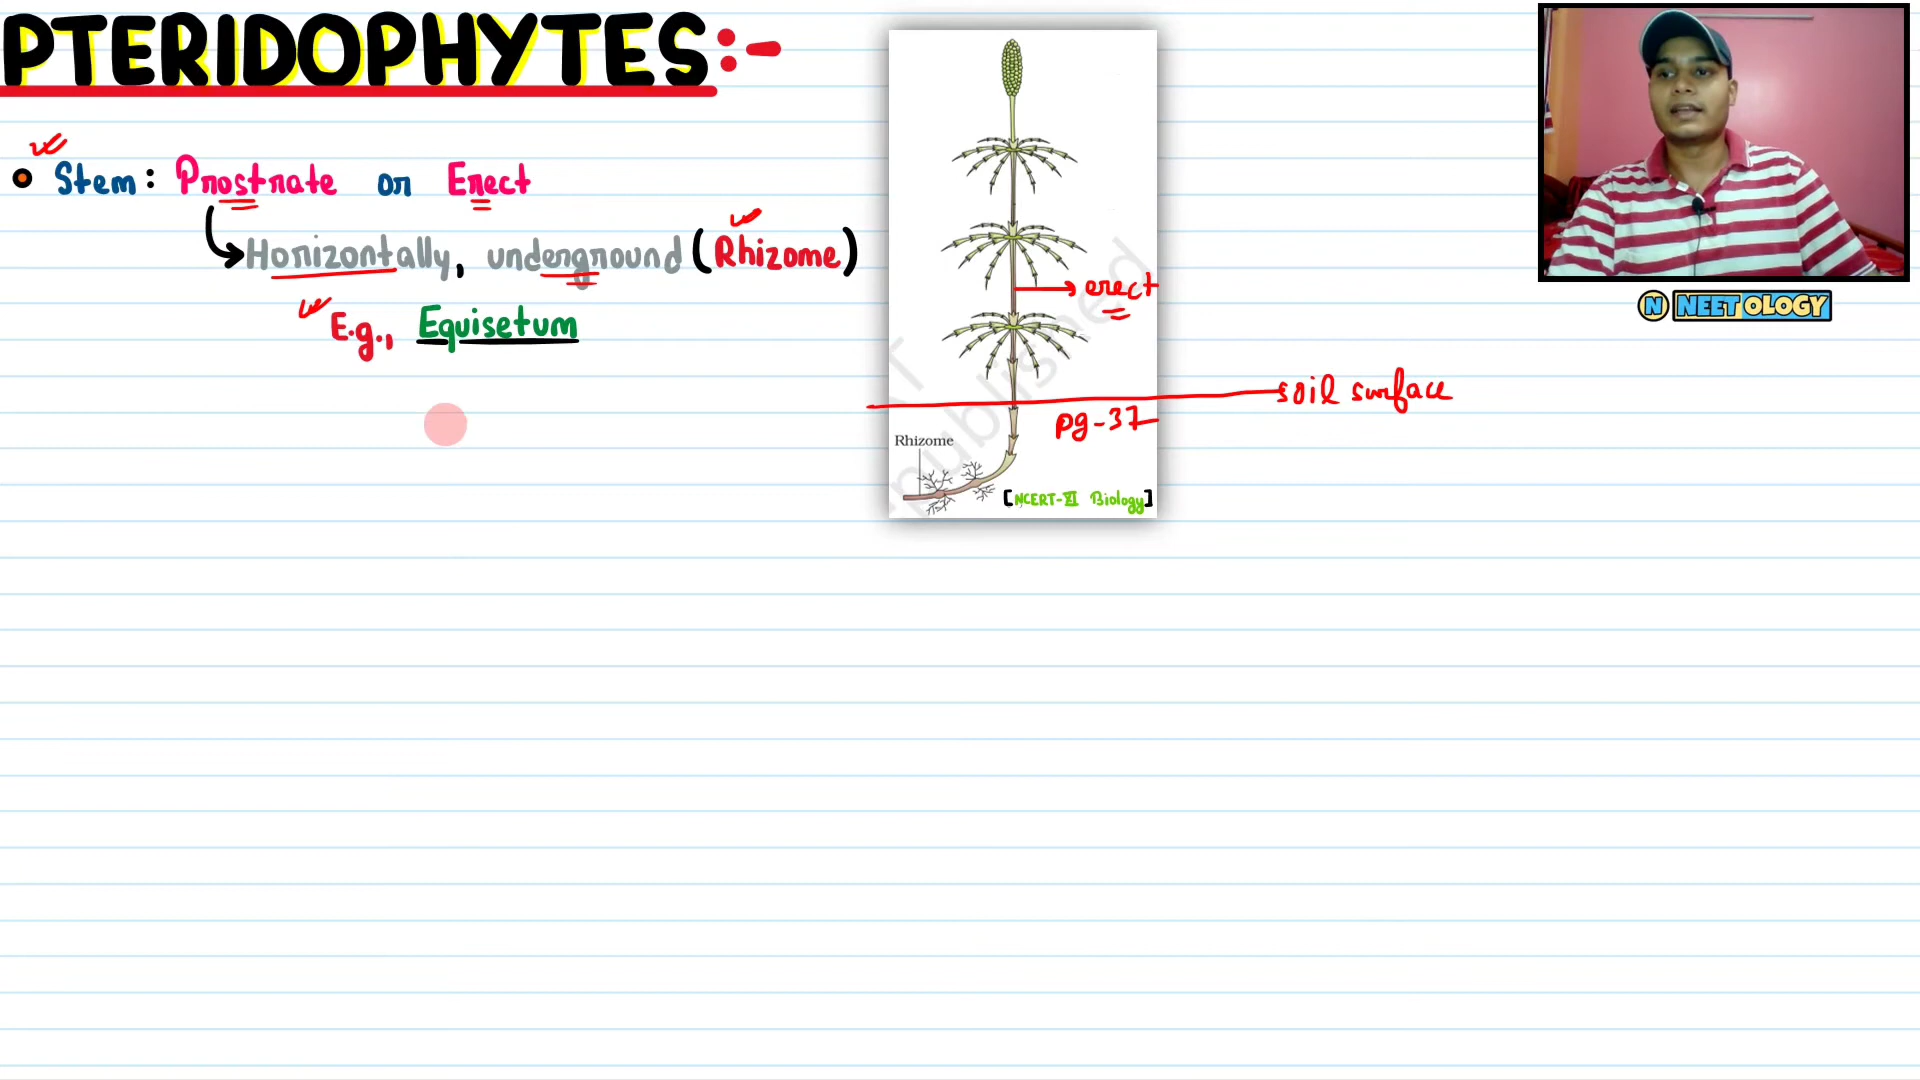 PTERIDOPHYTES:-
Stem: Prostrate or Erect
Horizontally, underground (Rhizome)
E.g., Equisetum
erect
soil surface
pg-37
Rhizome
[NCERT-XI Biology]
published
N NEETOLOGY